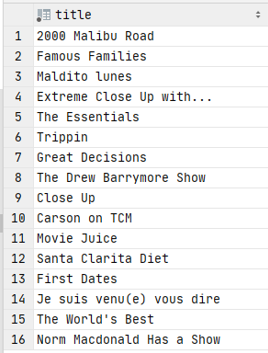 title
1 2000 Malibu Road
2 Famous Families
3 Maldito lunes
4 Extreme Close Up with...
5 The Essentials
6 Trippin
7 Great Decisions
8 The Drew Barrymore Show
9 Close Up
10 Carson on TCM
11 Movie Juice
12 Santa Clarita Diet
13 First Dates
14 Je suis venu(e) vous dire
15 The World's Best
16 Norm Macdonald Has a Show